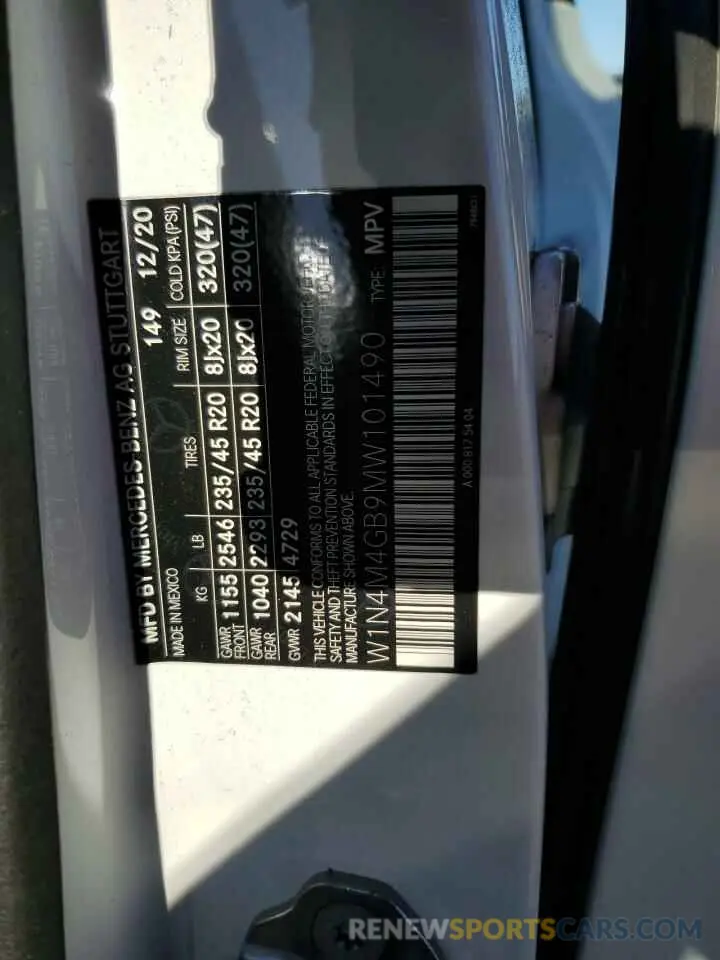 MFD BY MERCEDES-BENZ AG STUTTGART
MADE IN MEXICO 149 12/20
KG LB TIRES RIM SIZE COLD KPA (PSI)
GAWR FRONT 1155 2546 235/45 R20 8Jx20 320(47)
GAWR REAR 1040 2293 235/45 R20 8Jx20 320(47)
GVWR 2145 4729
THIS VEHICLE CONFORMS TO ALL APPLICABLE FEDERAL MOTOR
SAFETY AND THEFT PREVENTION STANDARDS IN EFFECT ON THE DATE OF
MANUFACTURE SHOWN ABOVE.
W1N4M4GB9MW101490 TYPE: MPV
A 000 817 54 04
RENEWSPORTSCARS.COM